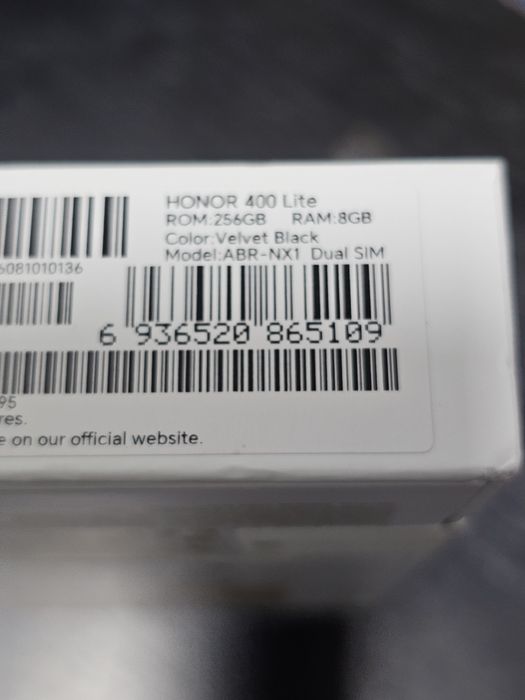 HONOR 400 Lite
ROM:256GB RAM:8GB
Color:Velvet Black
Model:ABR-NX1 Dual SIM
6081010136
6 936520 865109
95
res.
e on our official website.